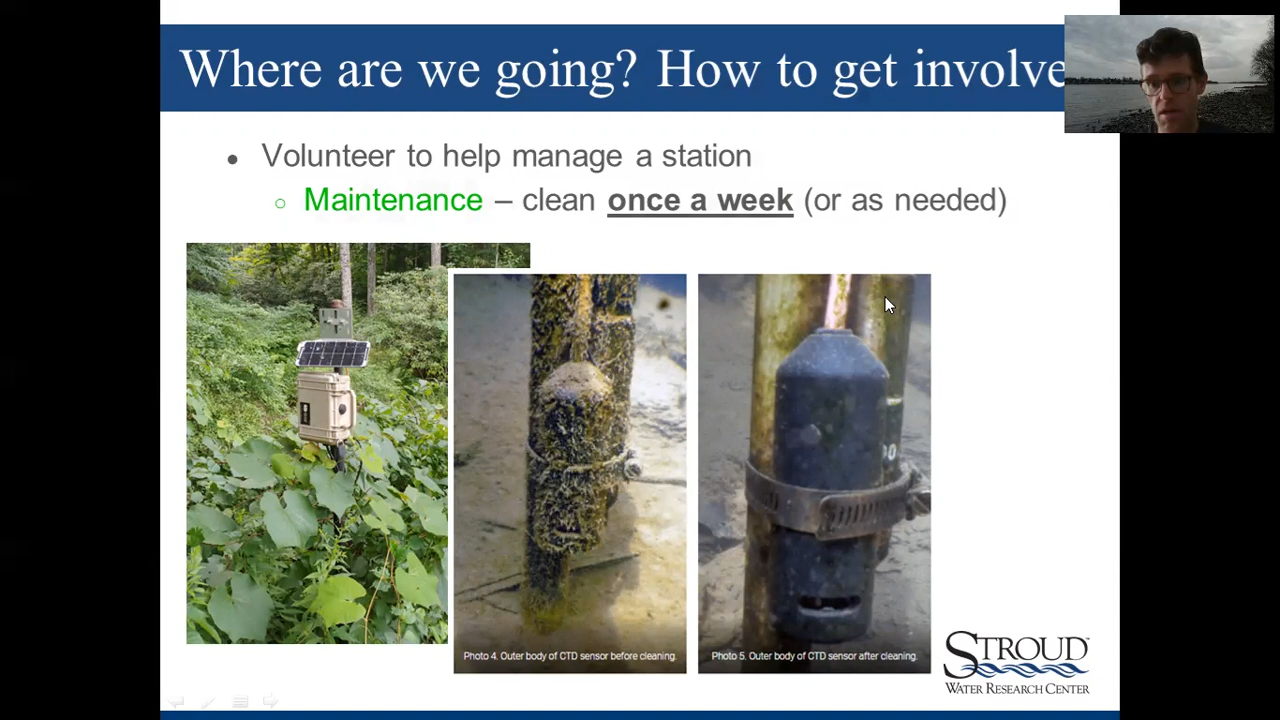 Where are we going? How to get involve
Volunteer to help manage a station
Maintenance – clean once a week (or as needed)
Photo 4. Outer body of CTD sensor before cleaning.
Photo 5. Outer body of CTD sensor after cleaning.
STROUD™
WATER RESEARCH CENTER